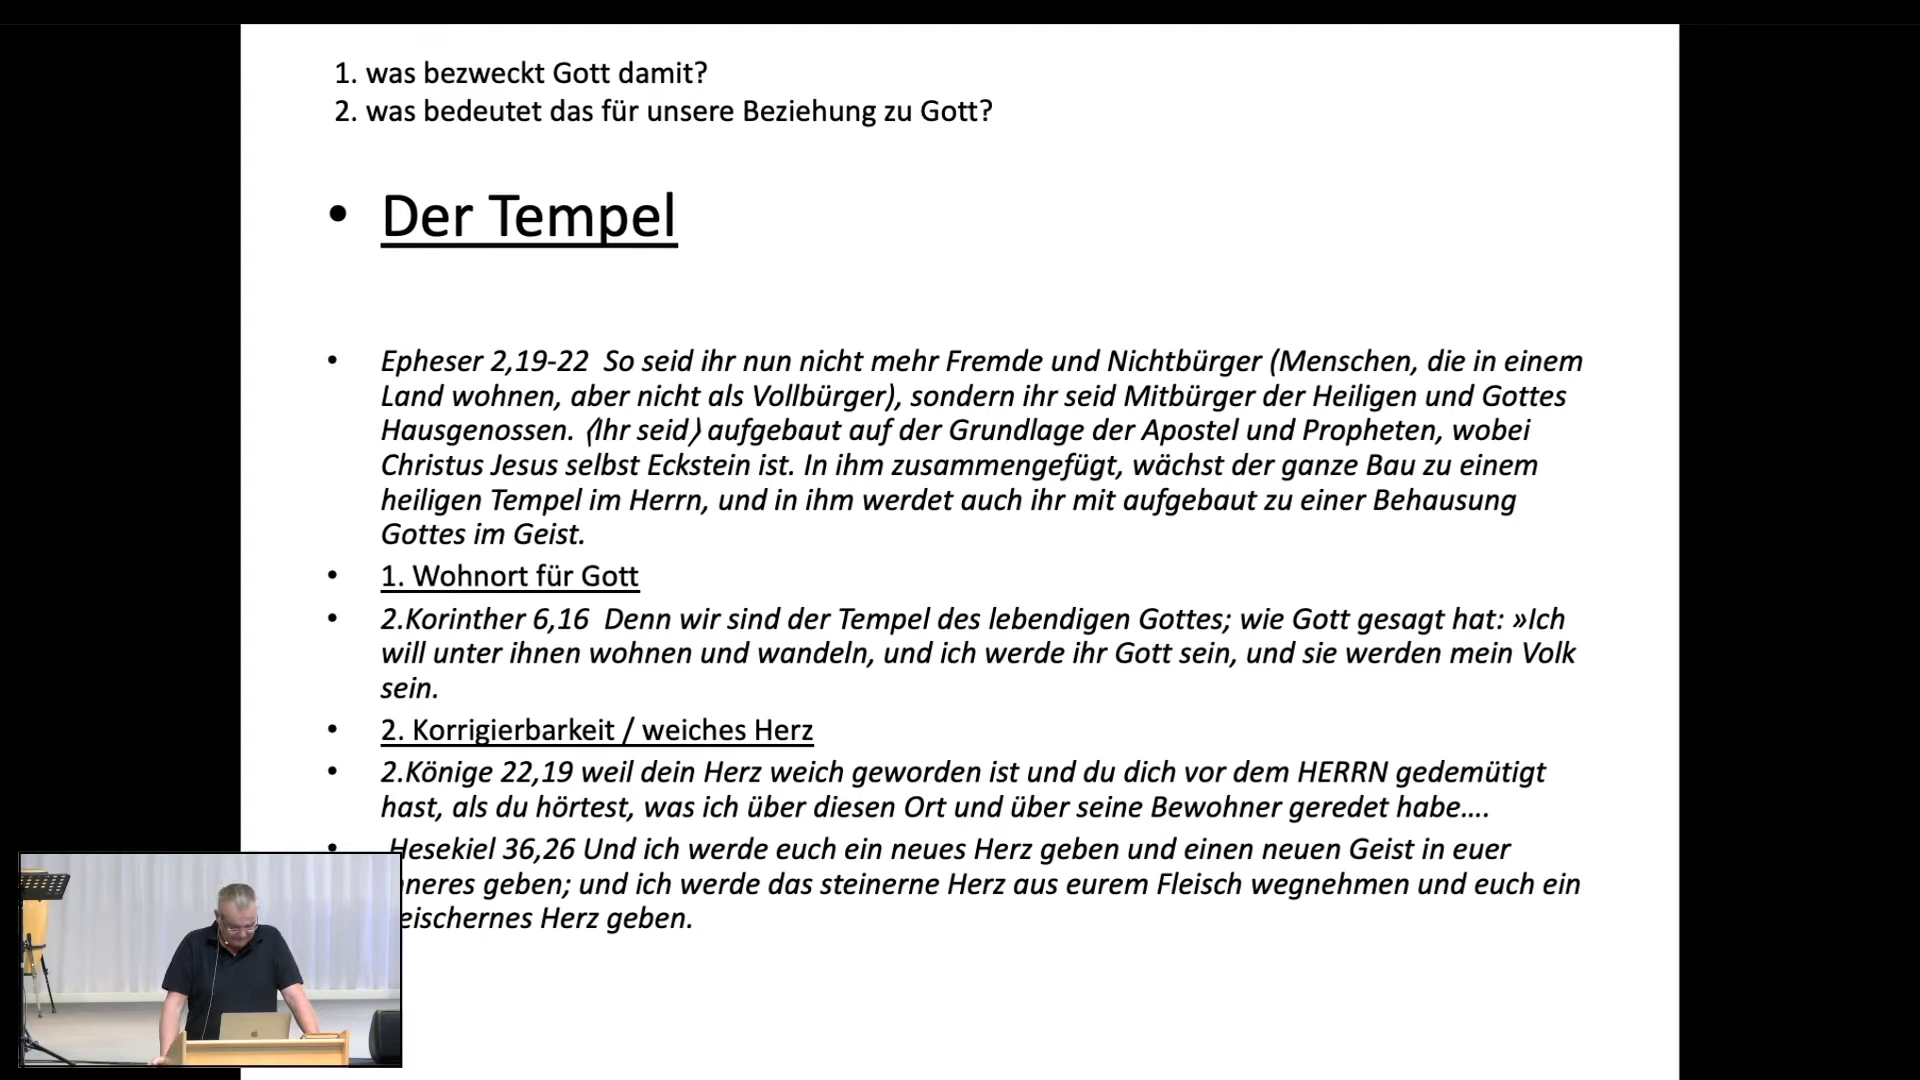 1. was bezweckt Gott damit?
2. was bedeutet das für unsere Beziehung zu Gott?
• Der Tempel
• Epheser 2,19-22 So seid ihr nun nicht mehr Fremde und Nichtbürger (Menschen, die in einem
Land wohnen, aber nicht als Vollbürger), sondern ihr seid Mitbürger der Heiligen und Gottes
Hausgenossen. ⟨Ihr seid⟩ aufgebaut auf der Grundlage der Apostel und Propheten, wobei
Christus Jesus selbst Eckstein ist. In ihm zusammengefügt, wächst der ganze Bau zu einem
heiligen Tempel im Herrn, und in ihm werdet auch ihr mit aufgebaut zu einer Behausung
Gottes im Geist.
• 1. Wohnort für Gott
• 2.Korinther 6,16 Denn wir sind der Tempel des lebendigen Gottes; wie Gott gesagt hat: »Ich
will unter ihnen wohnen und wandeln, und ich werde ihr Gott sein, und sie werden mein Volk
sein.
• 2. Korrigierbarkeit / weiches Herz
• 2.Könige 22,19 weil dein Herz weich geworden ist und du dich vor dem HERRN gedemütigt
hast, als du hörtest, was ich über diesen Ort und über seine Bewohner geredet habe....
• Hesekiel 36,26 Und ich werde euch ein neues Herz geben und einen neuen Geist in euer
nneres geben; und ich werde das steinerne Herz aus eurem Fleisch wegnehmen und euch ein
eischernes Herz geben.